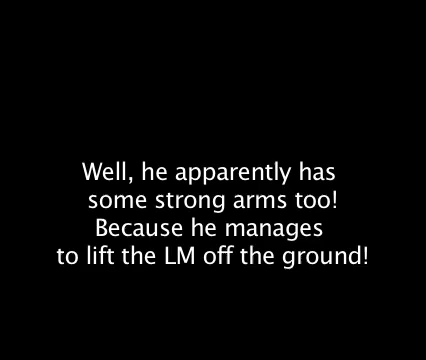 Well, he apparently has
some strong arms too!
Because he manages
to lift the LM off the ground!